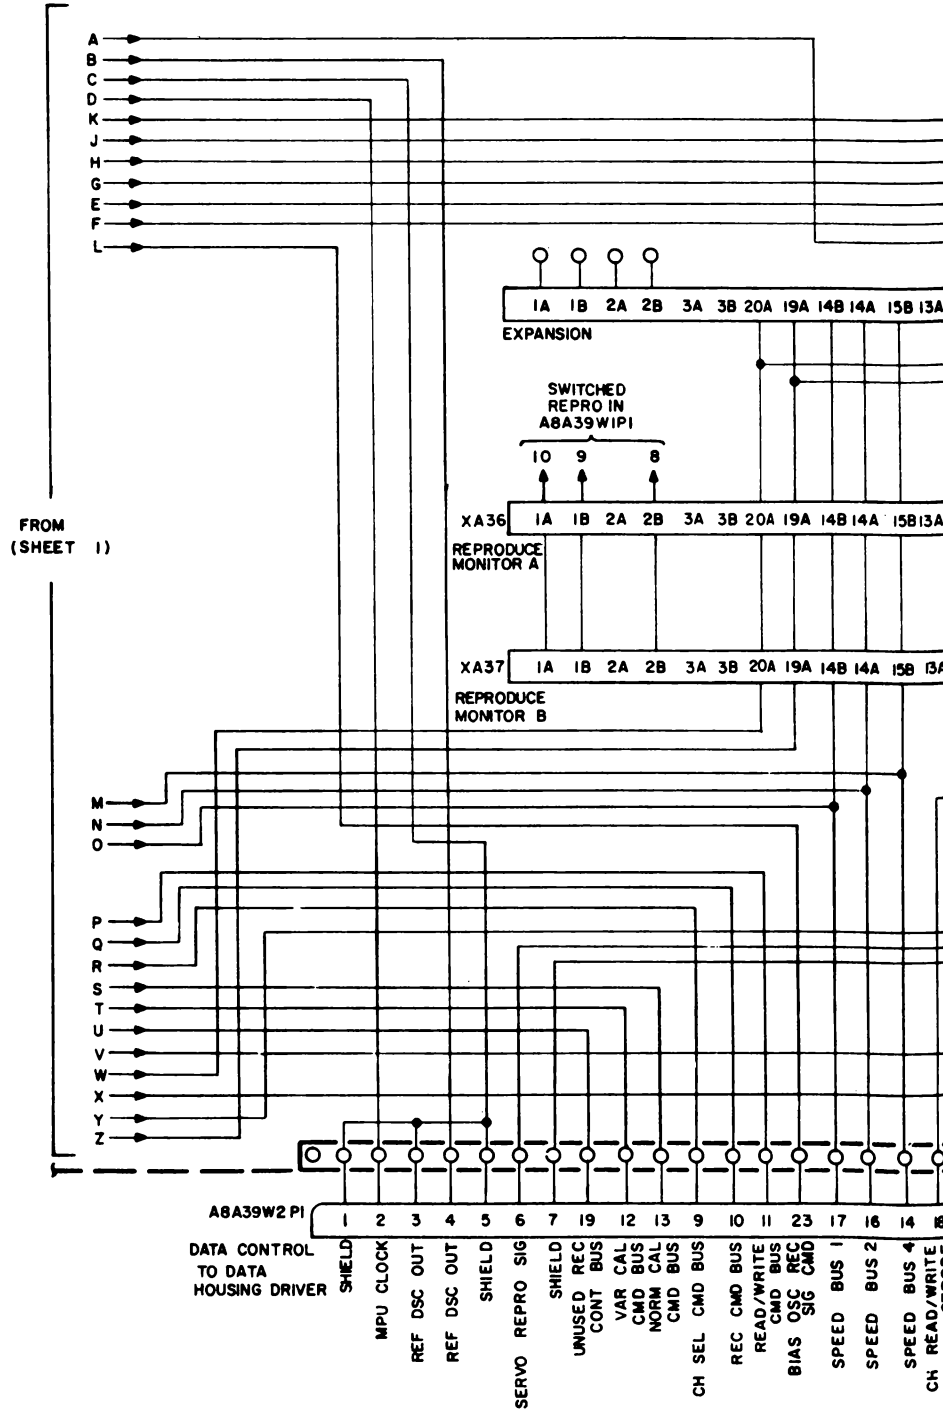 A
B
C
D
K
J
H
G
E
F
L
1A 1B 2A 2B 3A 3B 20A 19A 14B 14A 15B 13A
EXPANSION
SWITCHED
REPRO IN
A8A39W1P1
10 9 8
FROM
(SHEET 1)
XA36 1A 1B 2A 2B 3A 3B 20A 19A 14B 14A 15B 13A
REPRODUCE
MONITOR A
XA37 1A 1B 2A 2B 3A 3B 20A 19A 14B 14A 15B 13A
REPRODUCE
MONITOR B
M
N
O
P
Q
R
S
T
U
V
W
X
Y
Z
A8A39W2P1 1 2 3 4 5 6 7 19 12 13 9 10 11 23 17 16 14 18
DATA CONTROL
TO DATA
HOUSING DRIVER
SHIELD
MPU CLOCK
REF DSC OUT
REF DSC OUT
SHIELD
SERVO REPRO SIG
SHIELD
UNUSED REC
CONT BUS
VAR CAL
CMD BUS
NORM CAL
CMD BUS
CH SEL CMD BUS
REC CMD BUS
READ/WRITE
CMD BUS
BIAS OSC REC
SIG CMD
SPEED BUS 1
SPEED BUS 2
SPEED BUS 4
CH READ/WRITE